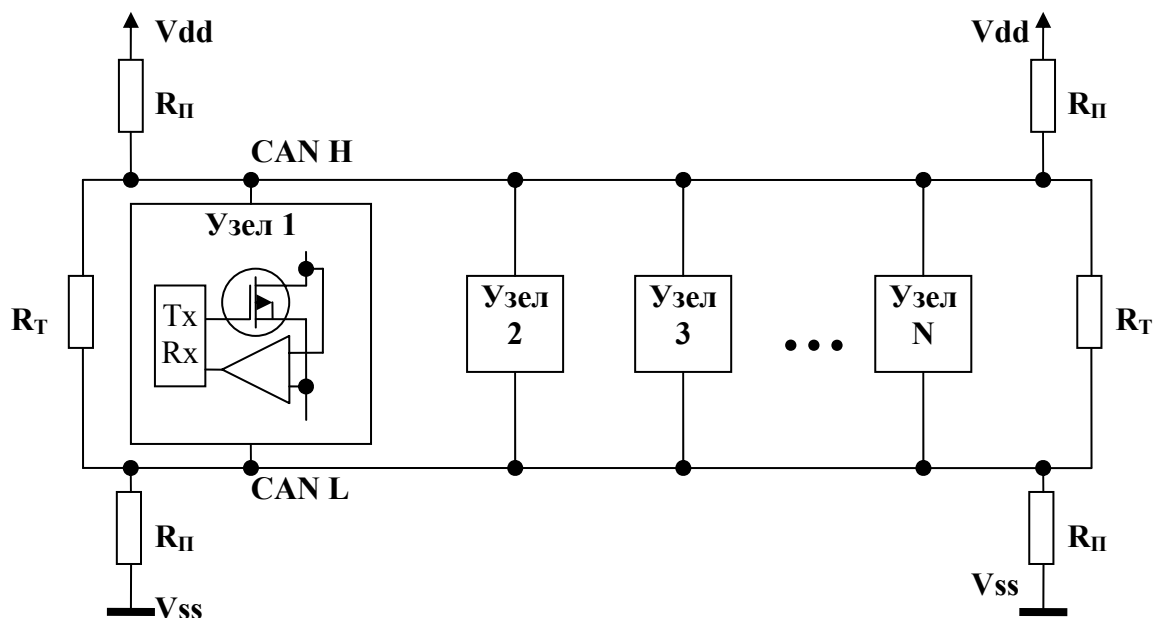 Vdd
Vdd
RП
RП
CAN H
Узел 1
Tx
Rx
Узел
2
Узел
3
Узел
N
RТ
RТ
CAN L
RП
RП
Vss
Vss